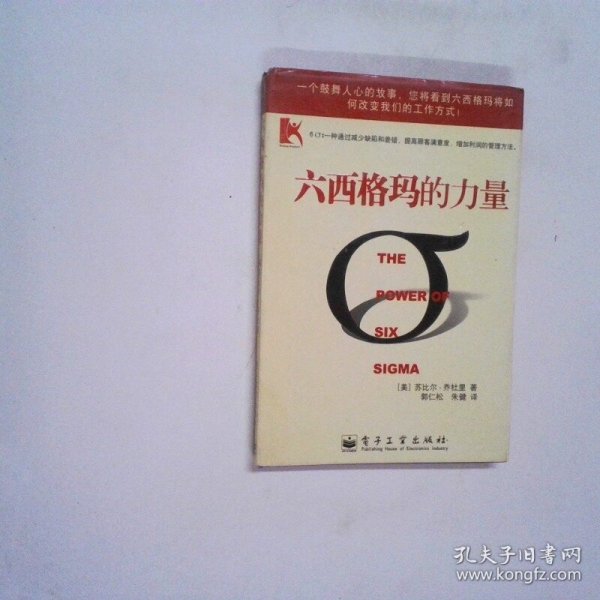 一个鼓舞人心的故事，您将看到六西格玛将如
何改变我们的工作方式！
一种通过减少缺陷和差错，提高顾客满意度，增加利润的管理方法。
六西格玛的力量
σ
THE
POWER OF
SIX
SIGMA
［美］苏比尔·乔杜里 著
郭仁松 朱健 译
电子工业出版社
Publishing House of Electronics Industry
孔夫子旧书网
www.kongfz.com